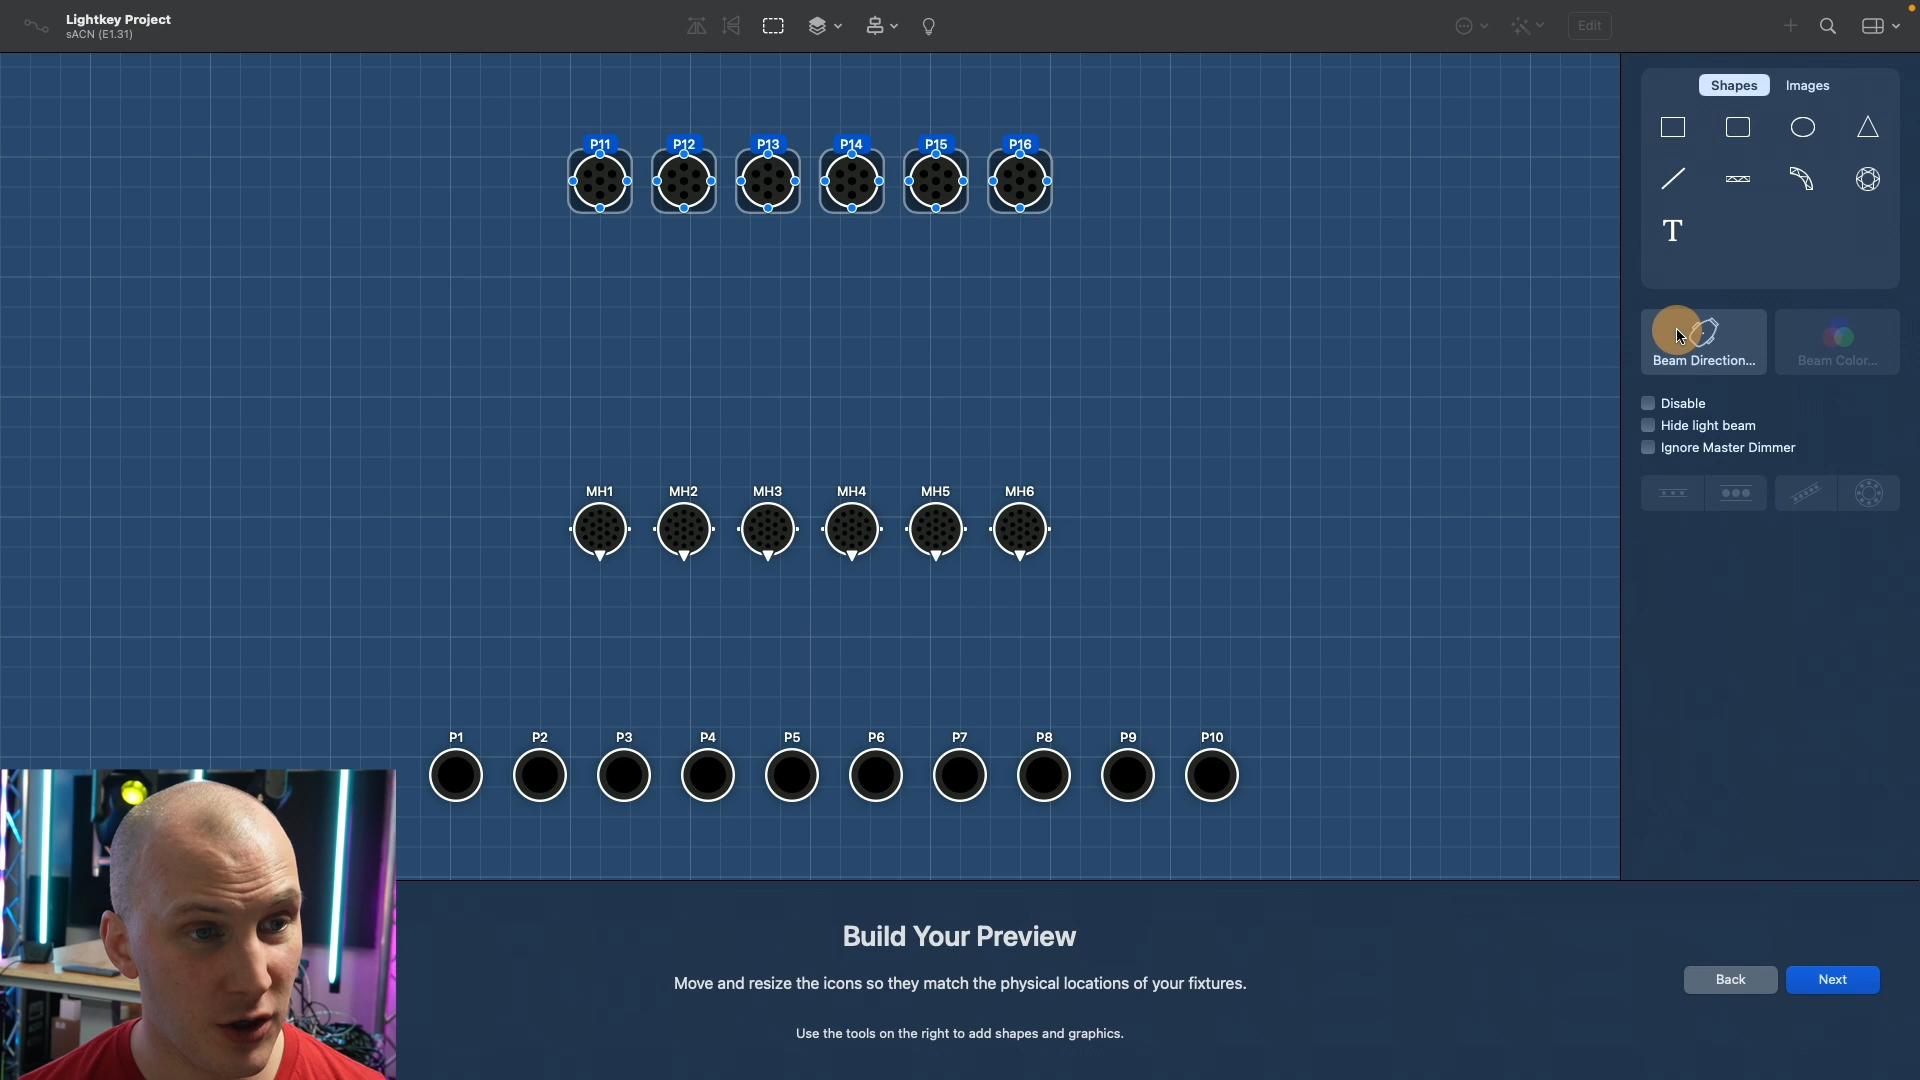 Lightkey Project
sACN (E1.31)
Edit
Shapes
Images
P11
P12
P13
P14
P15
P16
T
Beam Direction...
Beam Color...
Disable
Hide light beam
Ignore Master Dimmer
MH1
MH2
MH3
MH4
MH5
MH6
P1
P2
P3
P4
P5
P6
P7
P8
P9
P10
Build Your Preview
Move and resize the icons so they match the physical locations of your fixtures.
Use the tools on the right to add shapes and graphics.
Back
Next